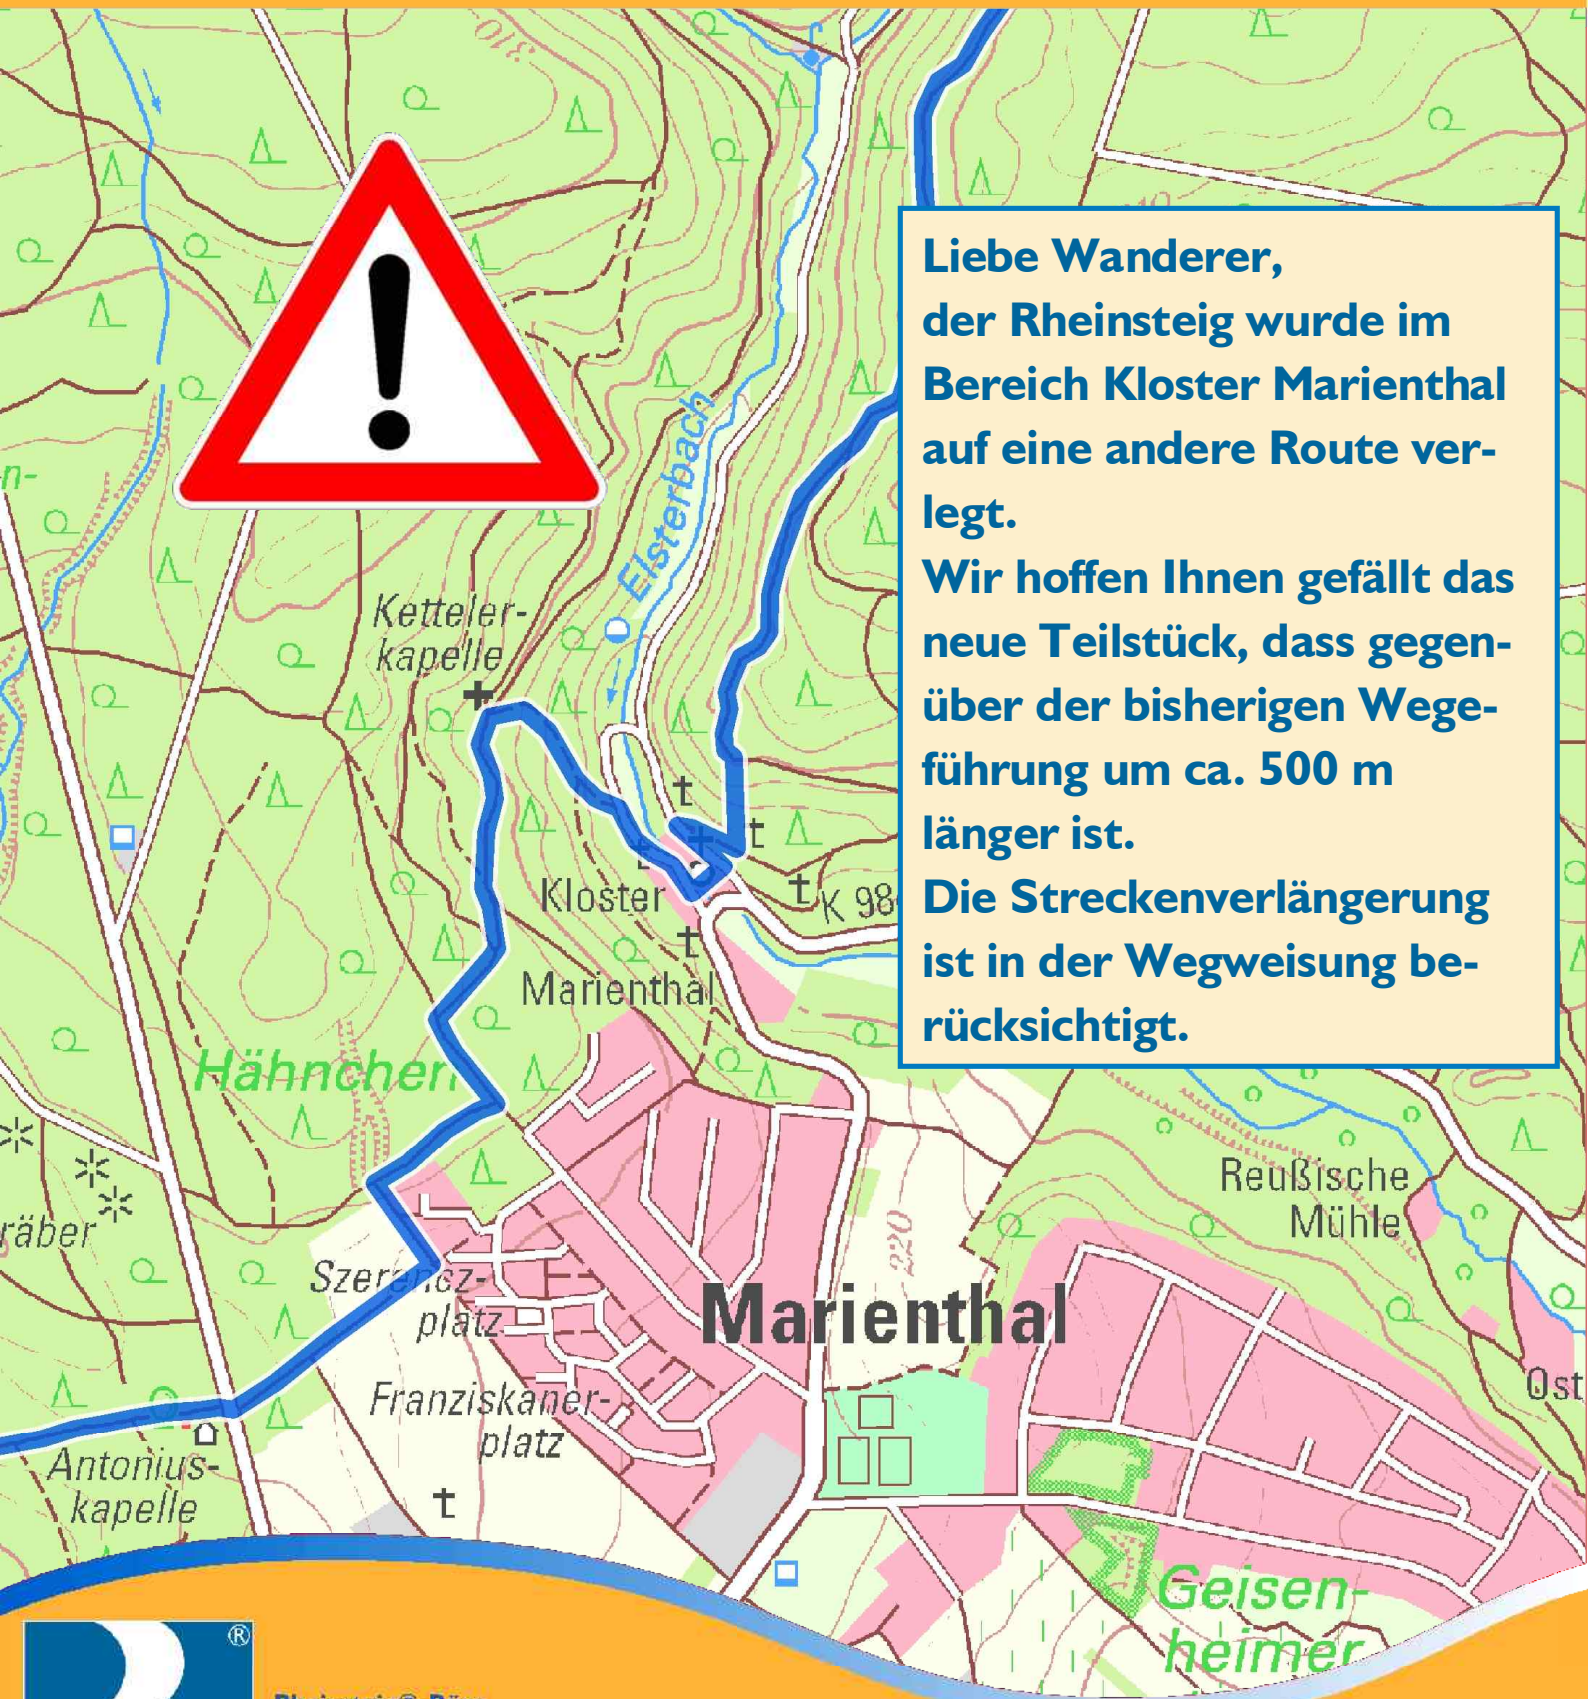 310
Liebe Wanderer,
der Rheinsteig wurde im
Bereich Kloster Marienthal
auf eine andere Route ver-
legt.
Wir hoffen Ihnen gefällt das
neue Teilstück, dass gegen-
über der bisherigen Wege-
führung um ca. 500 m
länger ist.
Die Streckenverlängerung
ist in der Wegweisung be-
rücksichtigt.
n-
Elsterbach
Ketteler-
kapelle
Kloster
Marienthal
K 98
Hähnchen
räber
Szerencz-
platz
Marienthal
220
Reußische
Mühle
Franziskaner-
platz
Ost
Antonius-
kapelle
Geisen-
heimer
®